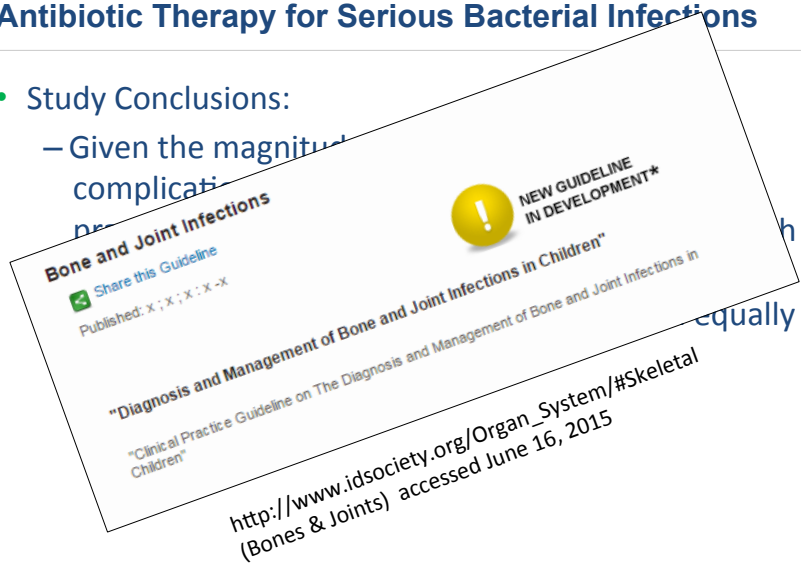 Antibiotic Therapy for Serious Bacterial Infections
• Study Conclusions:
– Given the
equally
Bone and Joint Infections
Share this Guideline
Published: x ; x ; x : x -x
NEW GUIDELINE
IN DEVELOPMENT*
"Diagnosis and Management of Bone and Joint Infections in Children"
"Clinical Practice Guideline on The Diagnosis and Management of Bone and Joint Infections in
Children"
http://www.idsociety.org/Organ_System/#Skeletal
(Bones & Joints) accessed June 16, 2015